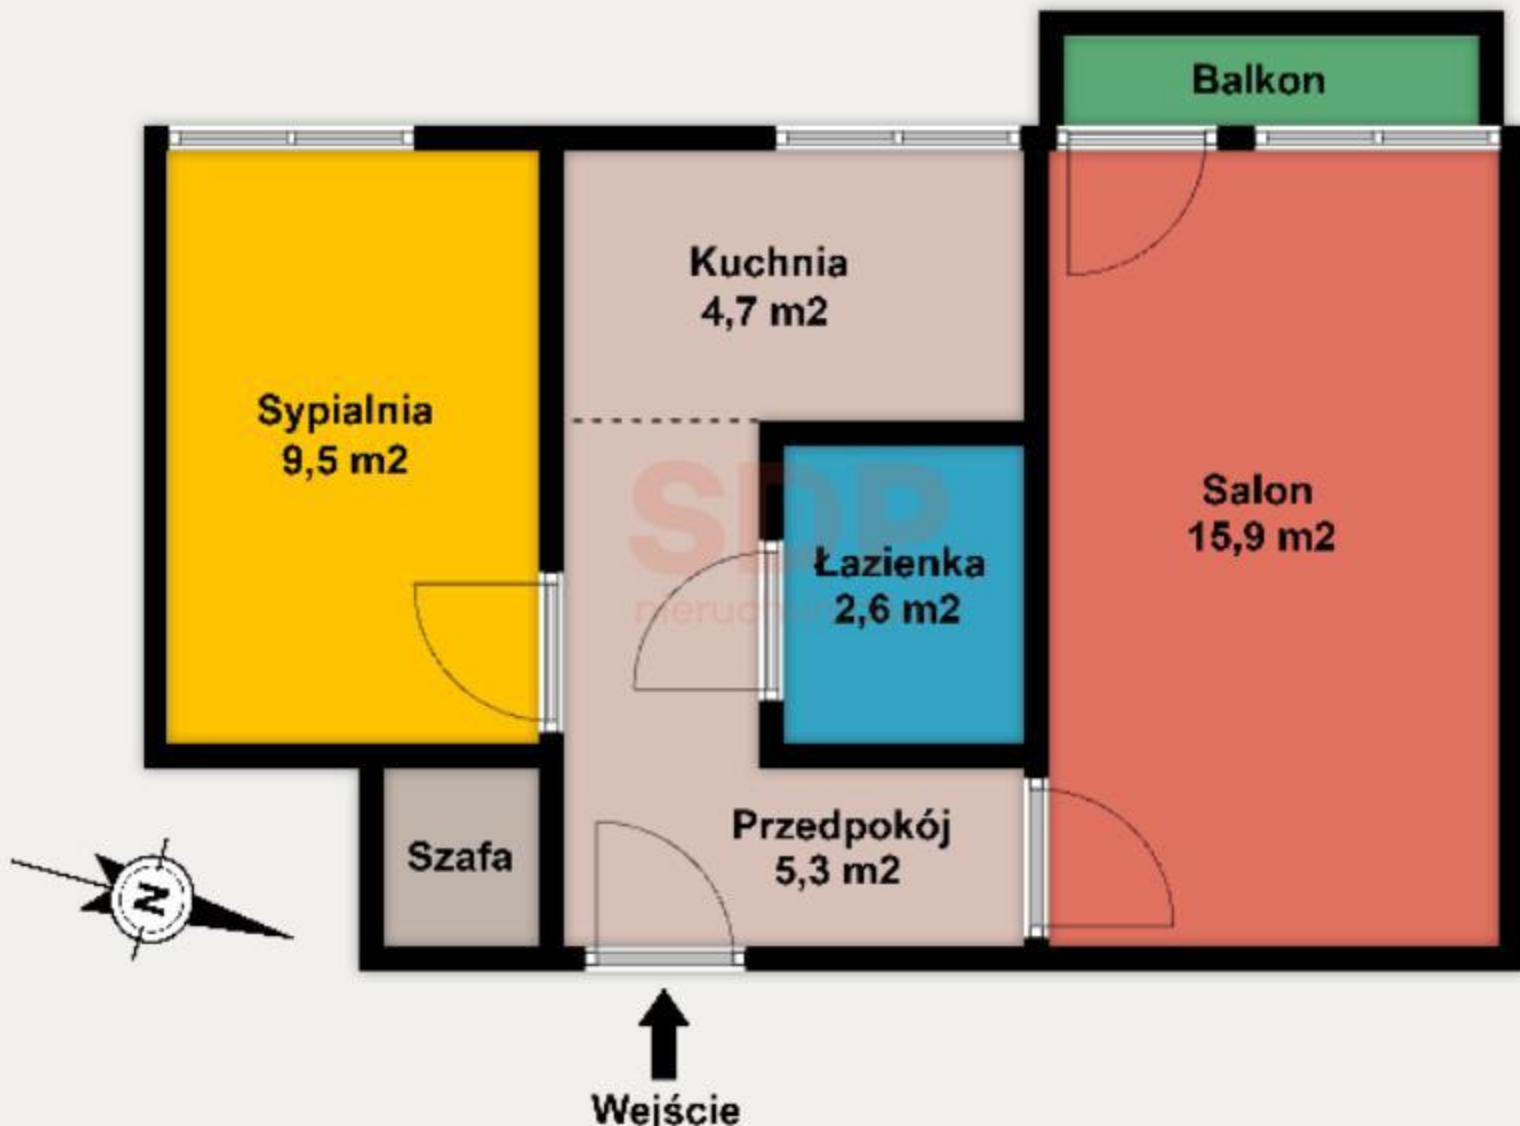 Balkon
Kuchnia
4,7 m2
Sypialnia
9,5 m2
Salon
15,9 m2
SDP
Łazienka
2,6 m2
Przedpokój
5,3 m2
Szafa
N
Wejście